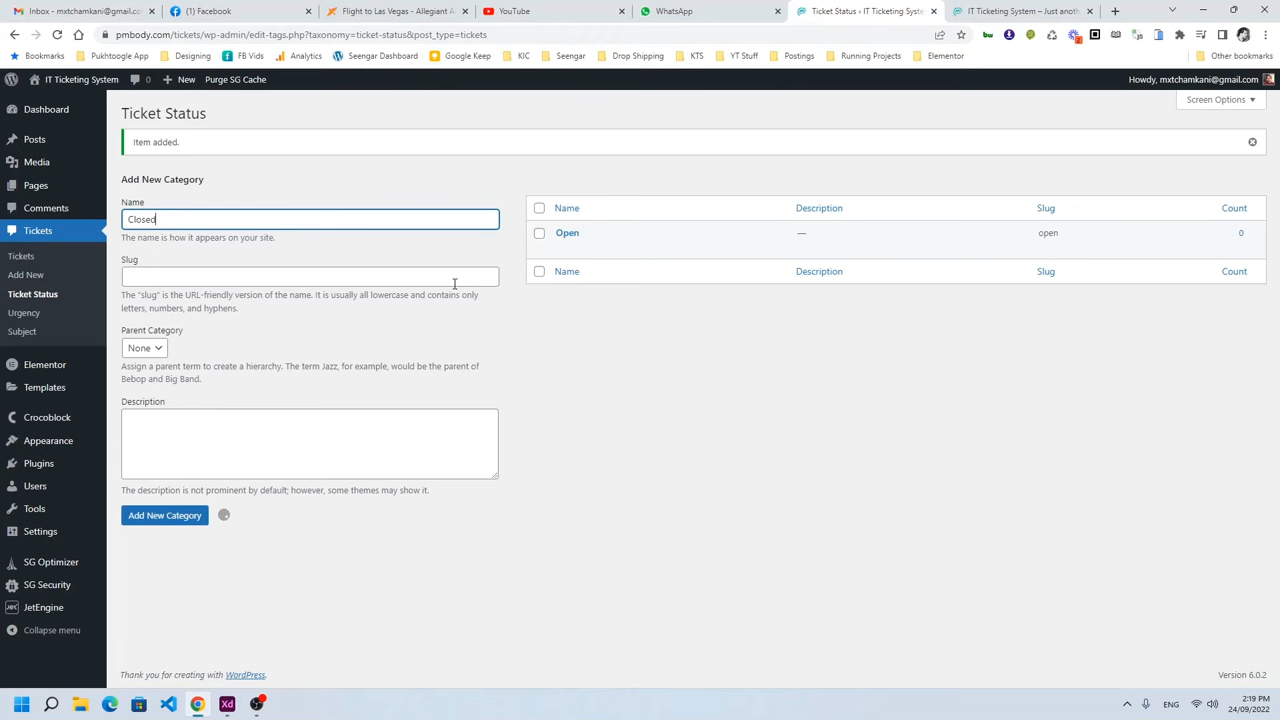 Inbox - mxtchamkani@gmail.com
(2) Facebook
Flight to Las Vegas - Allegiant A
YouTube
WhatsApp
Ticket Status ‹ IT Ticketing Syste
IT Ticketing System – Just anoth
pmbody.com/tickets/wp-admin/edit-tags.php?taxonomy=ticket-status&post_type=tickets
Bookmarks
Pukhtoogle App
Designing
FB Vids
Analytics
Seengar Dashboard
Google Keep
KIC
Seengar
Drop Shipping
KTS
YT Stuff
Postings
Running Projects
Elementor
Other bookmarks
IT Ticketing System
0
New
Purge SG Cache
Howdy, mxtchamkani@gmail.com
Dashboard
Posts
Media
Pages
Comments
Tickets
Tickets
Add New
Ticket Status
Urgency
Subject
Elementor
Templates
Crocoblock
Appearance
Plugins
Users
Tools
Settings
SG Optimizer
SG Security
JetEngine
Collapse menu
Screen Options
Ticket Status
Item added.
Add New Category
Name
Closed
The name is how it appears on your site.
Slug
The “slug” is the URL-friendly version of the name. It is usually all lowercase and contains only
letters, numbers, and hyphens.
Parent Category
None
Assign a parent term to create a hierarchy. The term Jazz, for example, would be the parent of
Bebop and Big Band.
Description
The description is not prominent by default; however, some themes may show it.
Add New Category
Name Description Slug Count
Open — open 0
Name Description Slug Count
Thank you for creating with WordPress.
Version 6.0.2
Xd
ENG
2:19 PM
24/09/2022